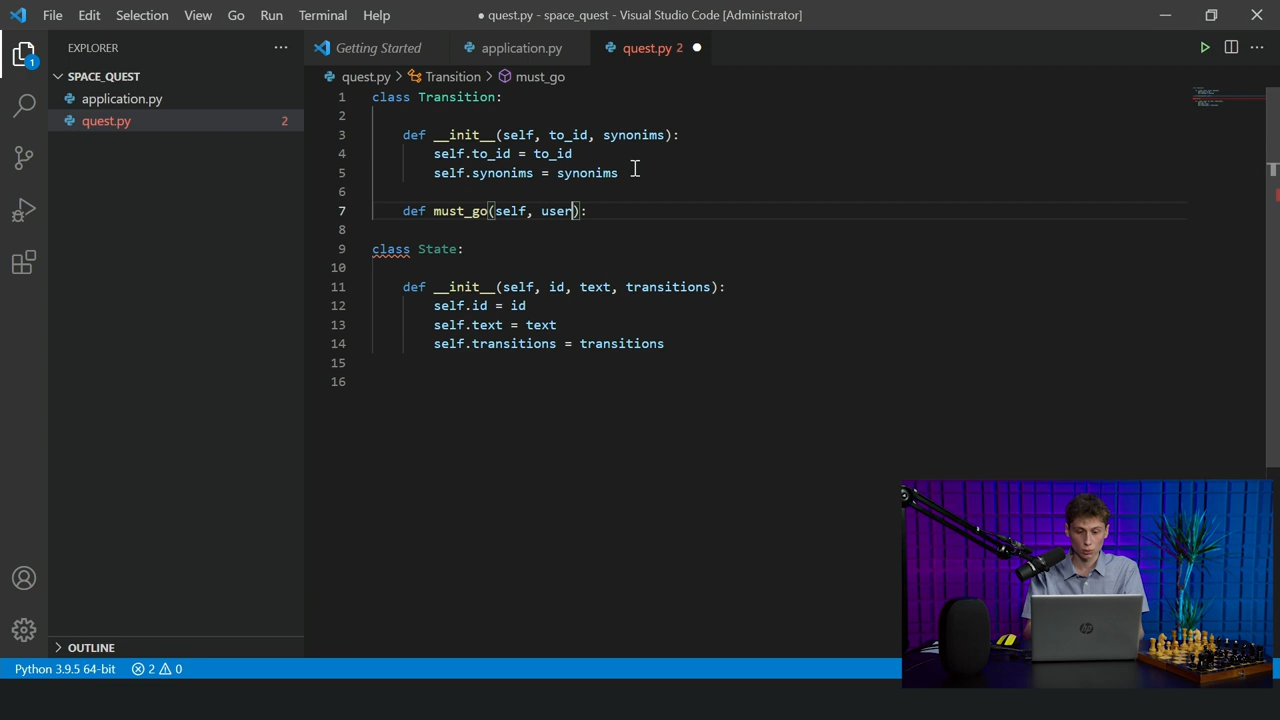 File Edit Selection View Go Run Terminal Help
● quest.py - space_quest - Visual Studio Code [Administrator]
EXPLORER ...
Getting Started application.py quest.py 2 ●
1
SPACE_QUEST
application.py
quest.py 2
quest.py > Transition > must_go
1 class Transition:
2
3 def __init__(self, to_id, synonims):
4 self.to_id = to_id
5 self.synonims = synonims
6
7 def must_go(self, user):
8
9 class State:
10
11 def __init__(self, id, text, transitions):
12 self.id = id
13 self.text = text
14 self.transitions = transitions
15
16
OUTLINE
Python 3.9.5 64-bit 2 0
hp